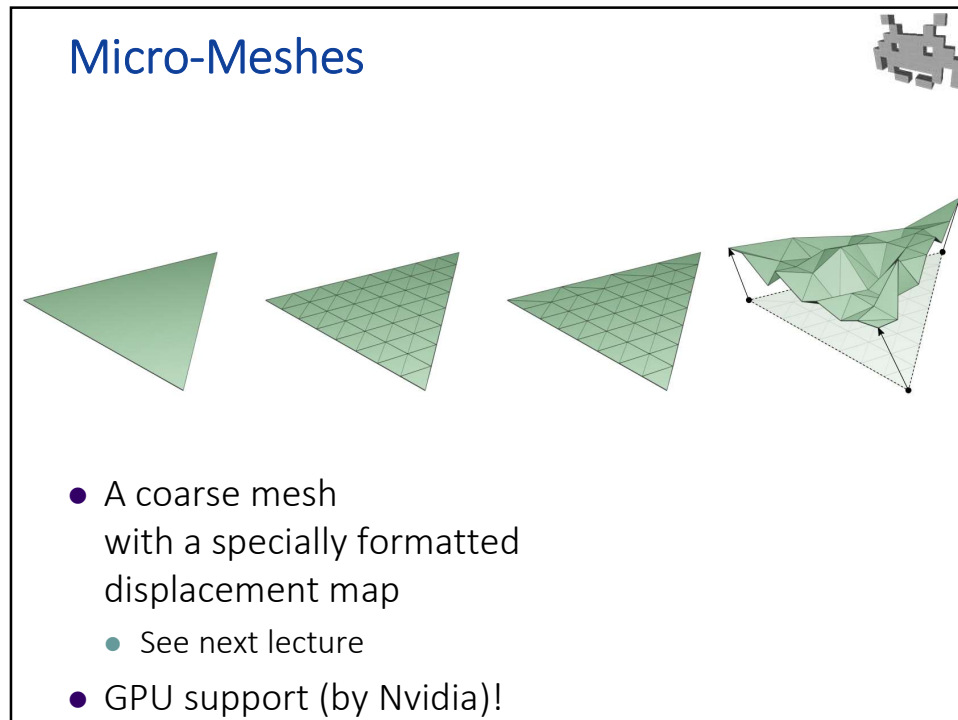 Micro-Meshes
● A coarse mesh
with a specially formatted
displacement map
● See next lecture
● GPU support (by Nvidia)!